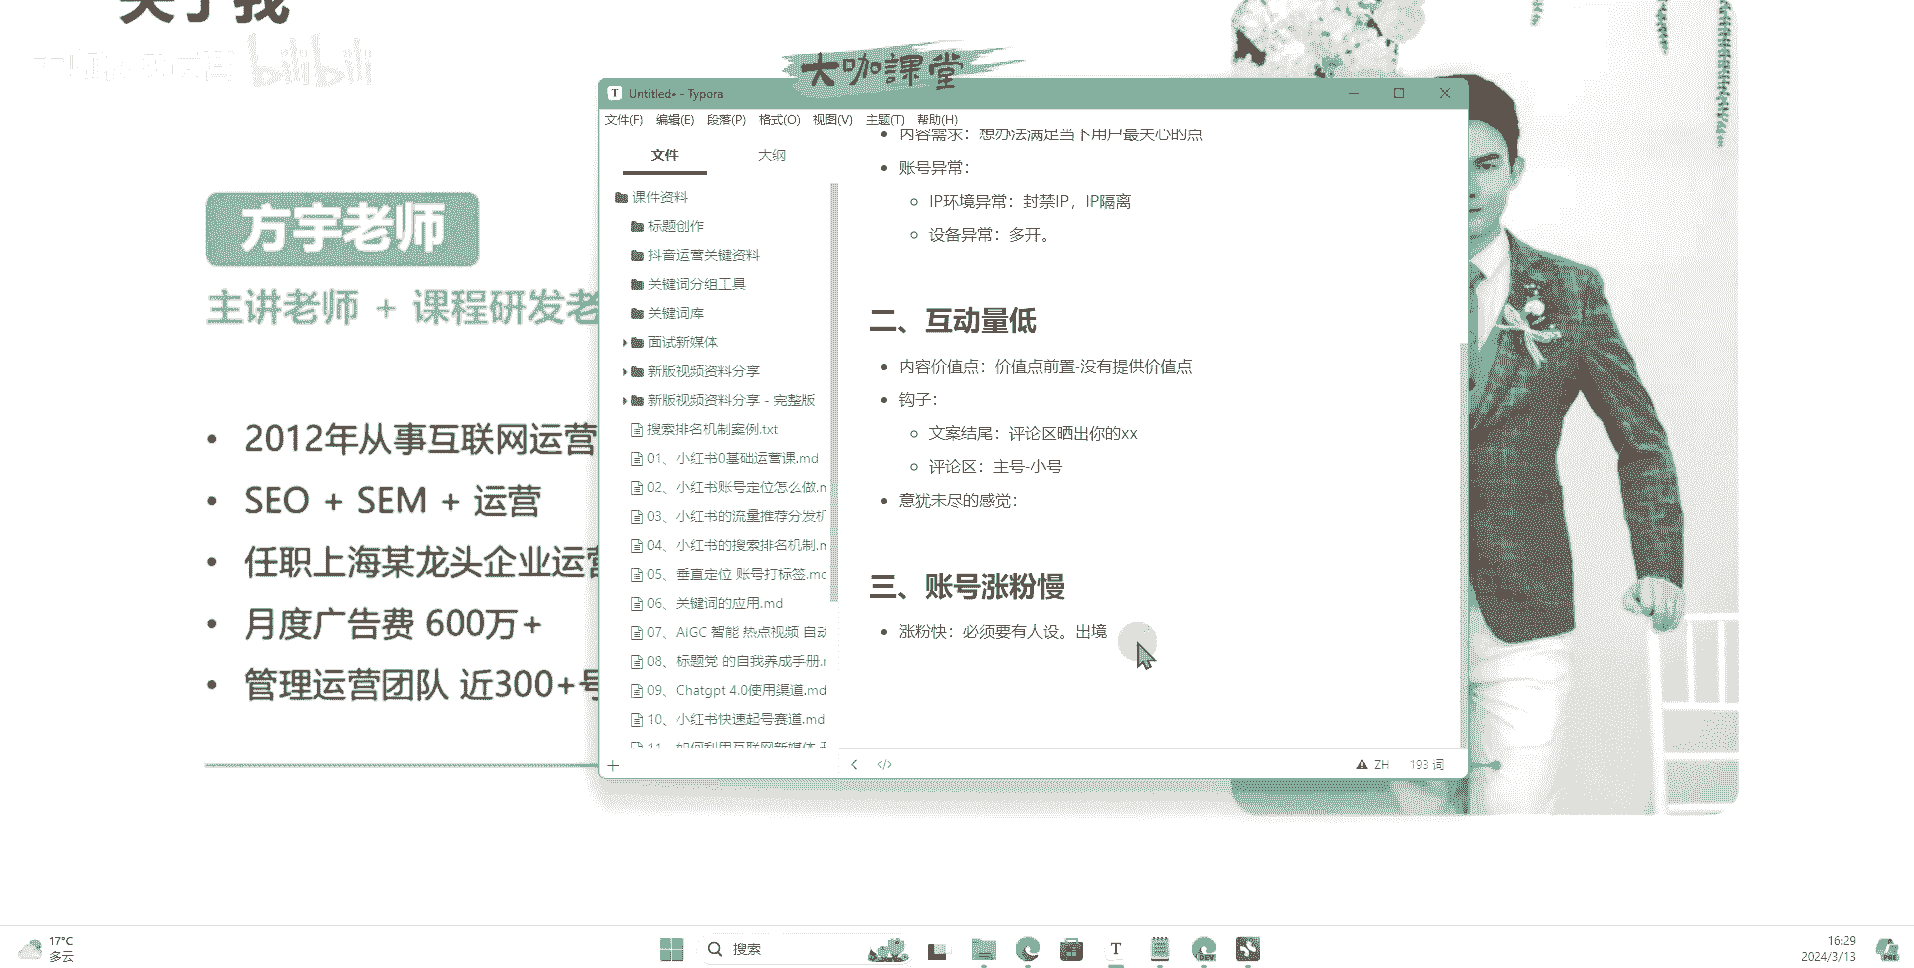 关于我
bilibili
大咖課堂
方宇老师
主讲老师 + 课程研发老
• 2012年从事互联网运营
• SEO + SEM + 运营
• 任职上海某龙头企业运营
• 月度广告费 600万+
• 管理运营团队 近300+号
Untitled• - Typora
文件(F) 编辑(E) 段落(P) 格式(O) 视图(V) 主题(T) 帮助(H)
文件 大纲
课件资料
标题创作
抖音运营关键资料
关键词分组工具
关键词库
面试新媒体
新版视频资料分享
新版视频资料分享 - 完整版
搜索排名机制案例.txt
01、小红书0基础运营课.md
02、小红书账号定位怎么做.m
03、小红书的流量推荐分发机
04、小红书的搜索排名机制.m
05、垂直定位 账号打标签.md
06、关键词的应用.md
07、AIGC 智能 热点视频 自动
08、标题党 的自我养成手册.m
09、Chatgpt 4.0使用渠道.md
10、小红书快速起号赛道.md
11、如何利用互联网新媒体
• 内容需求：想办法满足当下用户最关心的点
• 账号异常：
IP环境异常：封禁IP，IP隔离
设备异常：多开。
二、互动量低
• 内容价值点：价值点前置-没有提供价值点
• 钩子：
文案结尾：评论区晒出你的xx
评论区：主号-小号
• 意犹未尽的感觉：
三、账号涨粉慢
• 涨粉快：必须要有人设。出境
ZH 193 词
17°C
多云
搜索
T
DEV
16:29
2024/3/13
PRE